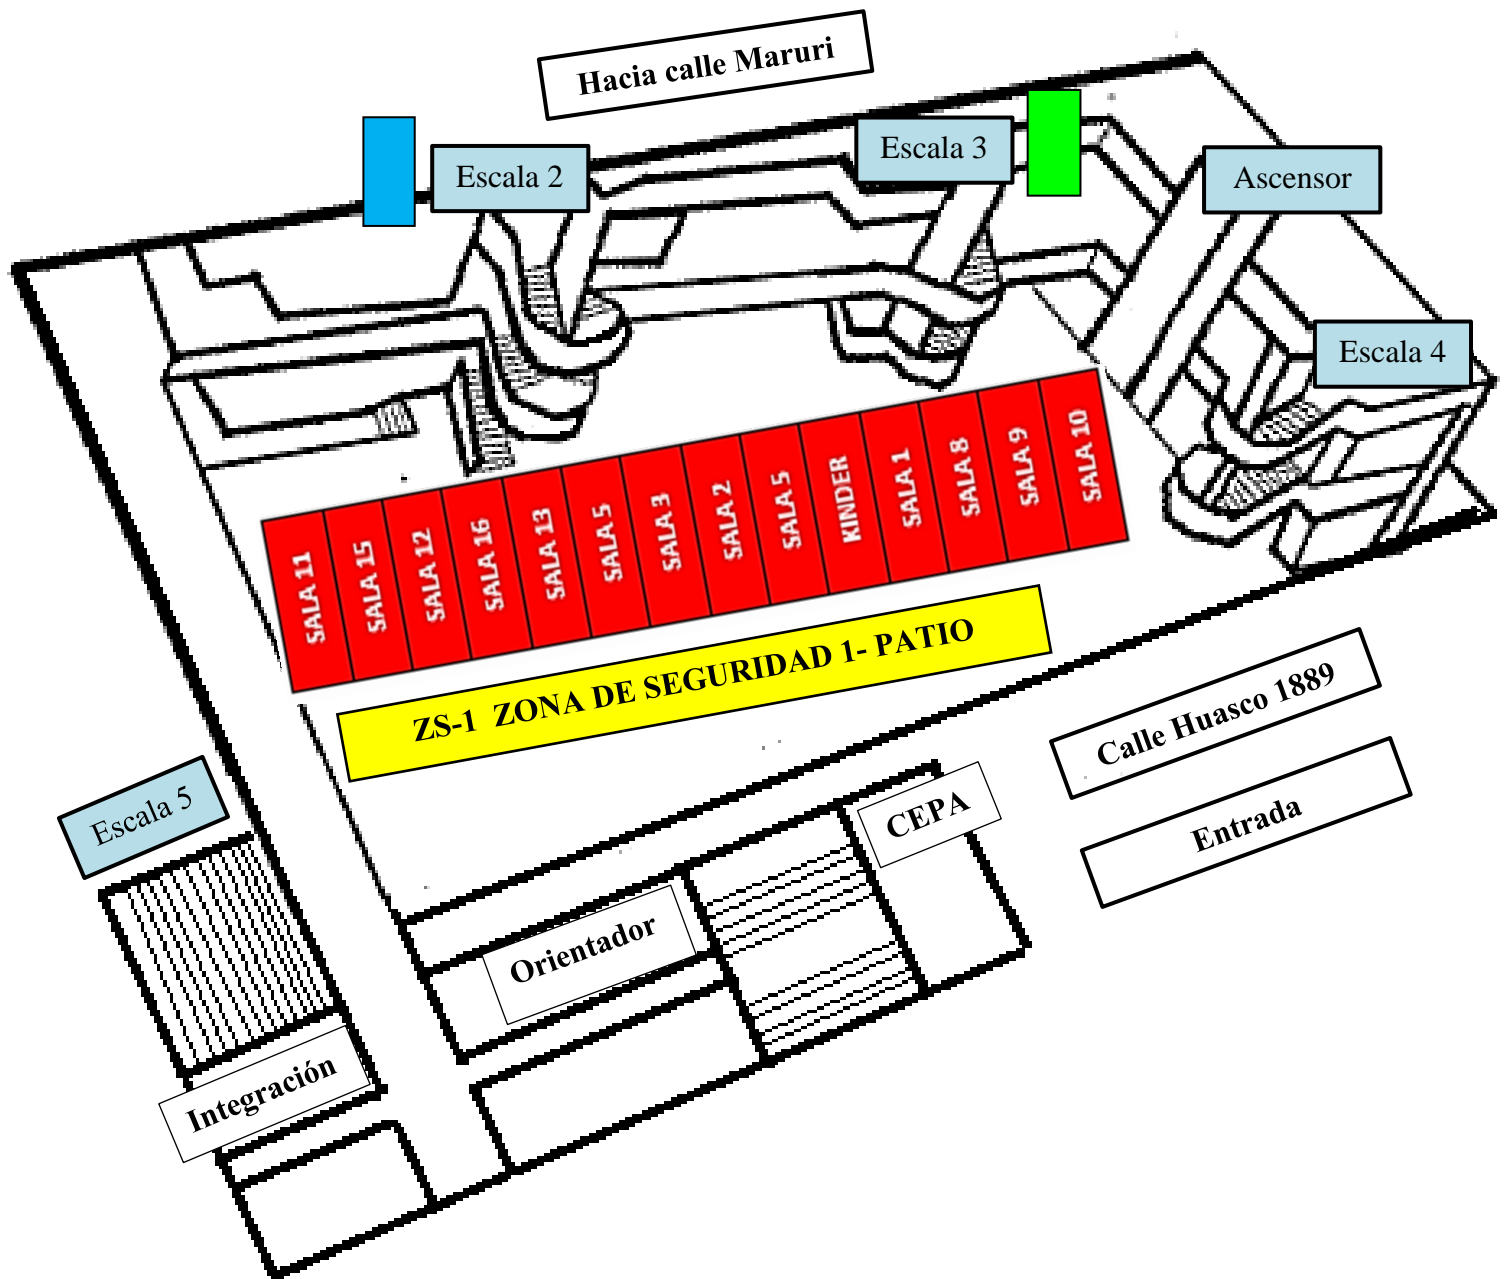 Hacia calle Maruri
Escala 2
Escala 3
Ascensor
Escala 4
SALA 11
SALA 15
SALA 12
SALA 16
SALA 13
SALA 5
SALA 3
SALA 2
SALA 5
KINDER
SALA 1
SALA 8
SALA 9
SALA 10
ZS-1 ZONA DE SEGURIDAD 1- PATIO
Calle Huasco 1889
Entrada
Escala 5
CEPA
Orientador
Integración